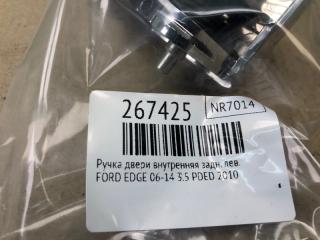 267425 NR7014
Ручка двери внутренняя задн. лев.
FORD EDGE 06-14 3.5 PDED 2010